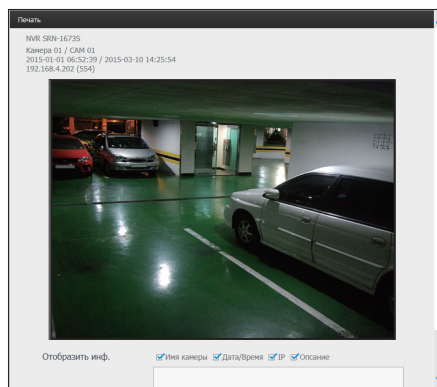 Печать
NVR SRN-1673S
Камера 01 / CAM 01
2015-01-01 06:52:39 / 2015-03-10 14:25:54
192.168.4.202 (554)
Отобразить инф.
Имя камеры Дата/Время IP Опсание